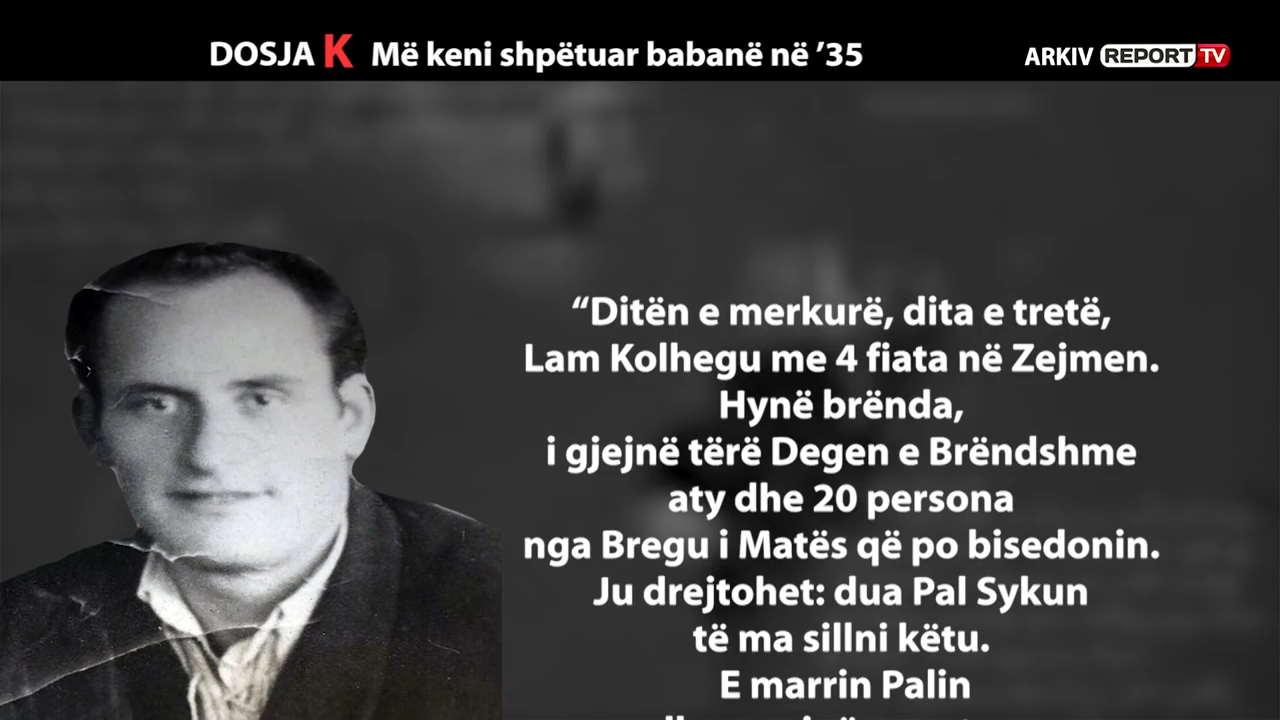 DOSJA K Më keni shpëtuar babanë në ’35
ARKIV REPORT TV
“Ditën e merkurë, dita e tretë,
Lam Kolhegu me 4 fiata në Zejmen.
Hynë brënda,
i gjejnë tërë Degen e Brëndshme
aty dhe 20 persona
nga Bregu i Matës që po bisedonin.
Ju drejtohet: dua Pal Sykun
të ma sillni këtu.
E marrin Palin